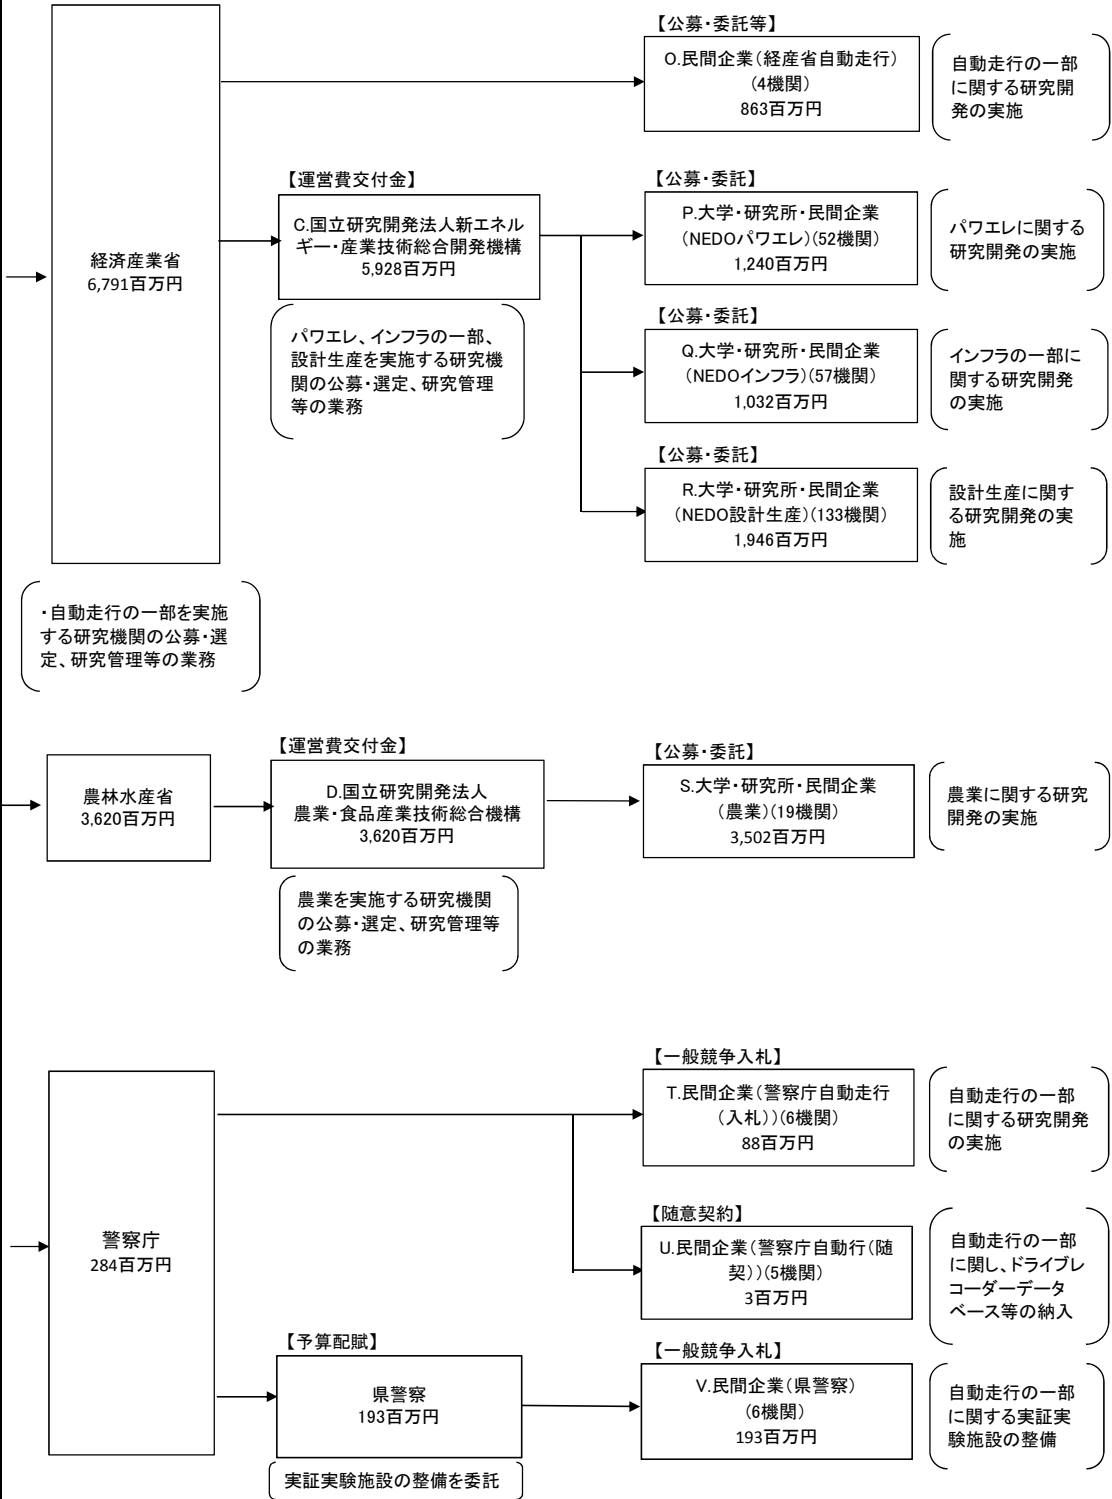 【公募・委託等】
O.民間企業(経産省自動走行)
(4機関)
863百万円
自動走行の一部
に関する研究開
発の実施
経済産業省
6,791百万円
【運営費交付金】
C.国立研究開発法人新エネル
ギー・産業技術総合開発機構
5,928百万円
パワエレ、インフラの一部、
設計生産を実施する研究機
関の公募・選定、研究管理
等の業務
【公募・委託】
P.大学・研究所・民間企業
(NEDOパワエレ)(52機関)
1,240百万円
パワエレに関する
研究開発の実施
【公募・委託】
Q.大学・研究所・民間企業
(NEDOインフラ)(57機関)
1,032百万円
インフラの一部に
関する研究開発
の実施
【公募・委託】
R.大学・研究所・民間企業
(NEDO設計生産)(133機関)
1,946百万円
設計生産に関す
る研究開発の実
施
・自動走行の一部を実施
する研究機関の公募・選
定、研究管理等の業務
農林水産省
3,620百万円
【運営費交付金】
D.国立研究開発法人
農業・食品産業技術総合機構
3,620百万円
農業を実施する研究機関
の公募・選定、研究管理等
の業務
【公募・委託】
S.大学・研究所・民間企業
(農業)(19機関)
3,502百万円
農業に関する研究
開発の実施
警察庁
284百万円
【一般競争入札】
T.民間企業(警察庁自動走行
(入札))(6機関)
88百万円
自動走行の一部
に関する研究開発
の実施
【随意契約】
U.民間企業(警察庁自動行(随
契))(5機関)
3百万円
自動走行の一部
に関し、ドライブレ
コーダーデータ
ベース等の納入
【予算配賦】
県警察
193百万円
実証実験施設の整備を委託
【一般競争入札】
V.民間企業(県警察)
(6機関)
193百万円
自動走行の一部
に関する実証実
験施設の整備